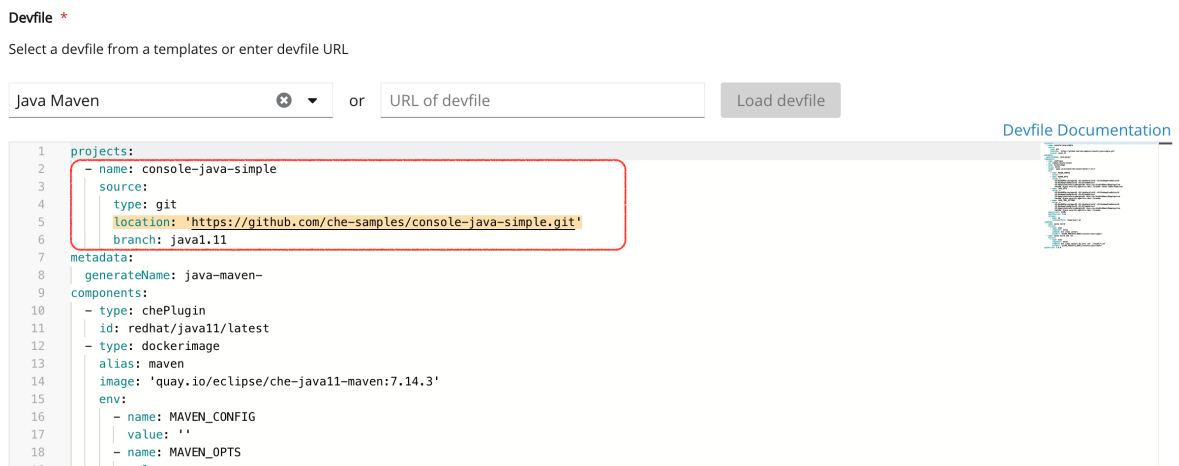 Devfile *
Select a devfile from a templates or enter devfile URL
Java Maven or URL of devfile Load devfile
Devfile Documentation
1 projects:
2 - name: console-java-simple
3 source:
4 type: git
5 location: 'https://github.com/che-samples/console-java-simple.git'
6 branch: java1.11
7 metadata:
8 generateName: java-maven-
9 components:
10 - type: chePlugin
11 id: redhat/java11/latest
12 - type: dockerimage
13 alias: maven
14 image: 'quay.io/eclipse/che-java11-maven:7.14.3'
15 env:
16 - name: MAVEN_CONFIG
17 value: ''
18 - name: MAVEN_OPTS